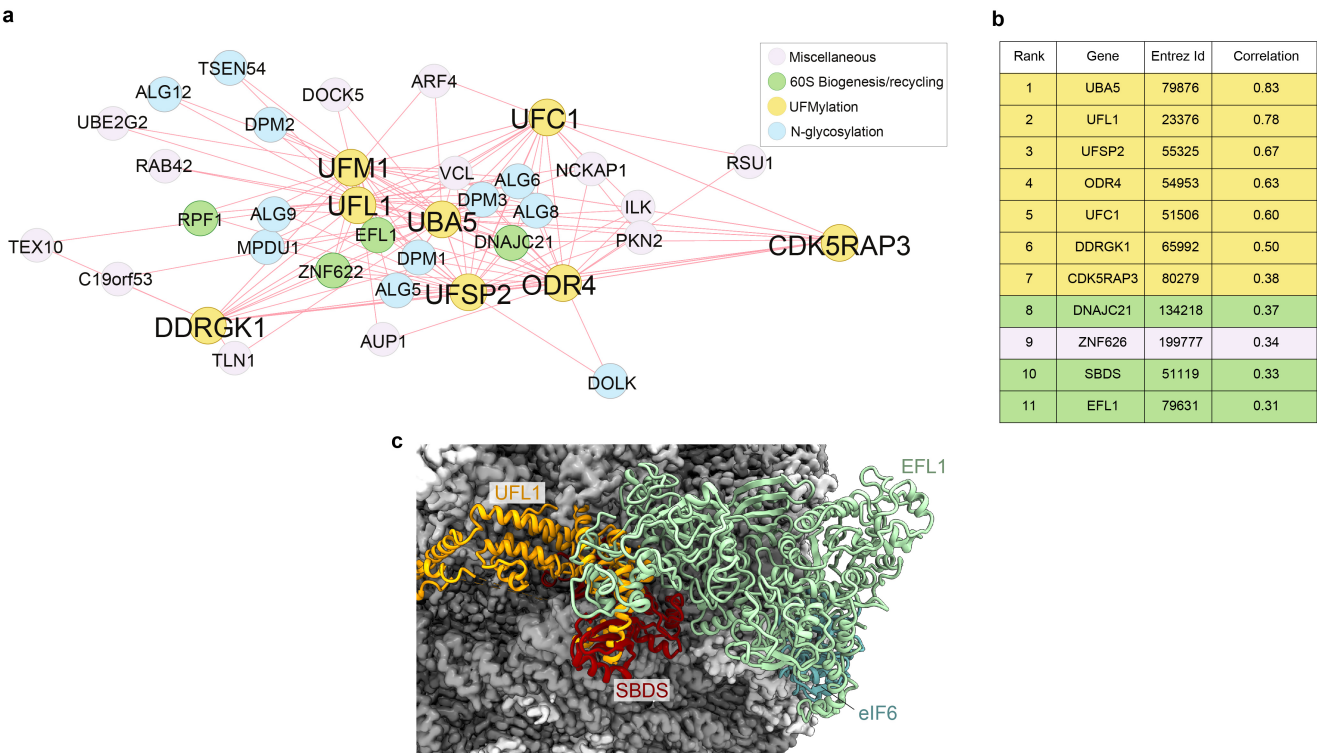 a
TSEN54
ALG12
DOCK5
ARF4
UBE2G2
DPM2
UFC1
Miscellaneous
60S Biogenesis/recycling
UFMylation
N-glycosylation
RAB42
UFM1
VCL
ALG6
NCKAP1
RSU1
RPF1
ALG9
UFL1
UBA5
DPM3
ALG8
ILK
TEX10
MPDU1
EFL1
DNAJC21
PKN2
CDK5RAP3
C19orf53
ZNF622
DPM1
ALG5
UFSP2
ODR4
DDRGK1
TLN1
AUP1
DOLK
b
Rank Gene Entrez Id Correlation
1 UBA5 79876 0.83
2 UFL1 23376 0.78
3 UFSP2 55325 0.67
4 ODR4 54953 0.63
5 UFC1 51506 0.60
6 DDRGK1 65992 0.50
7 CDK5RAP3 80279 0.38
8 DNAJC21 134218 0.37
9 ZNF626 199777 0.34
10 SBDS 51119 0.33
11 EFL1 79631 0.31
c
EFL1
UFL1
SBDS
eIF6